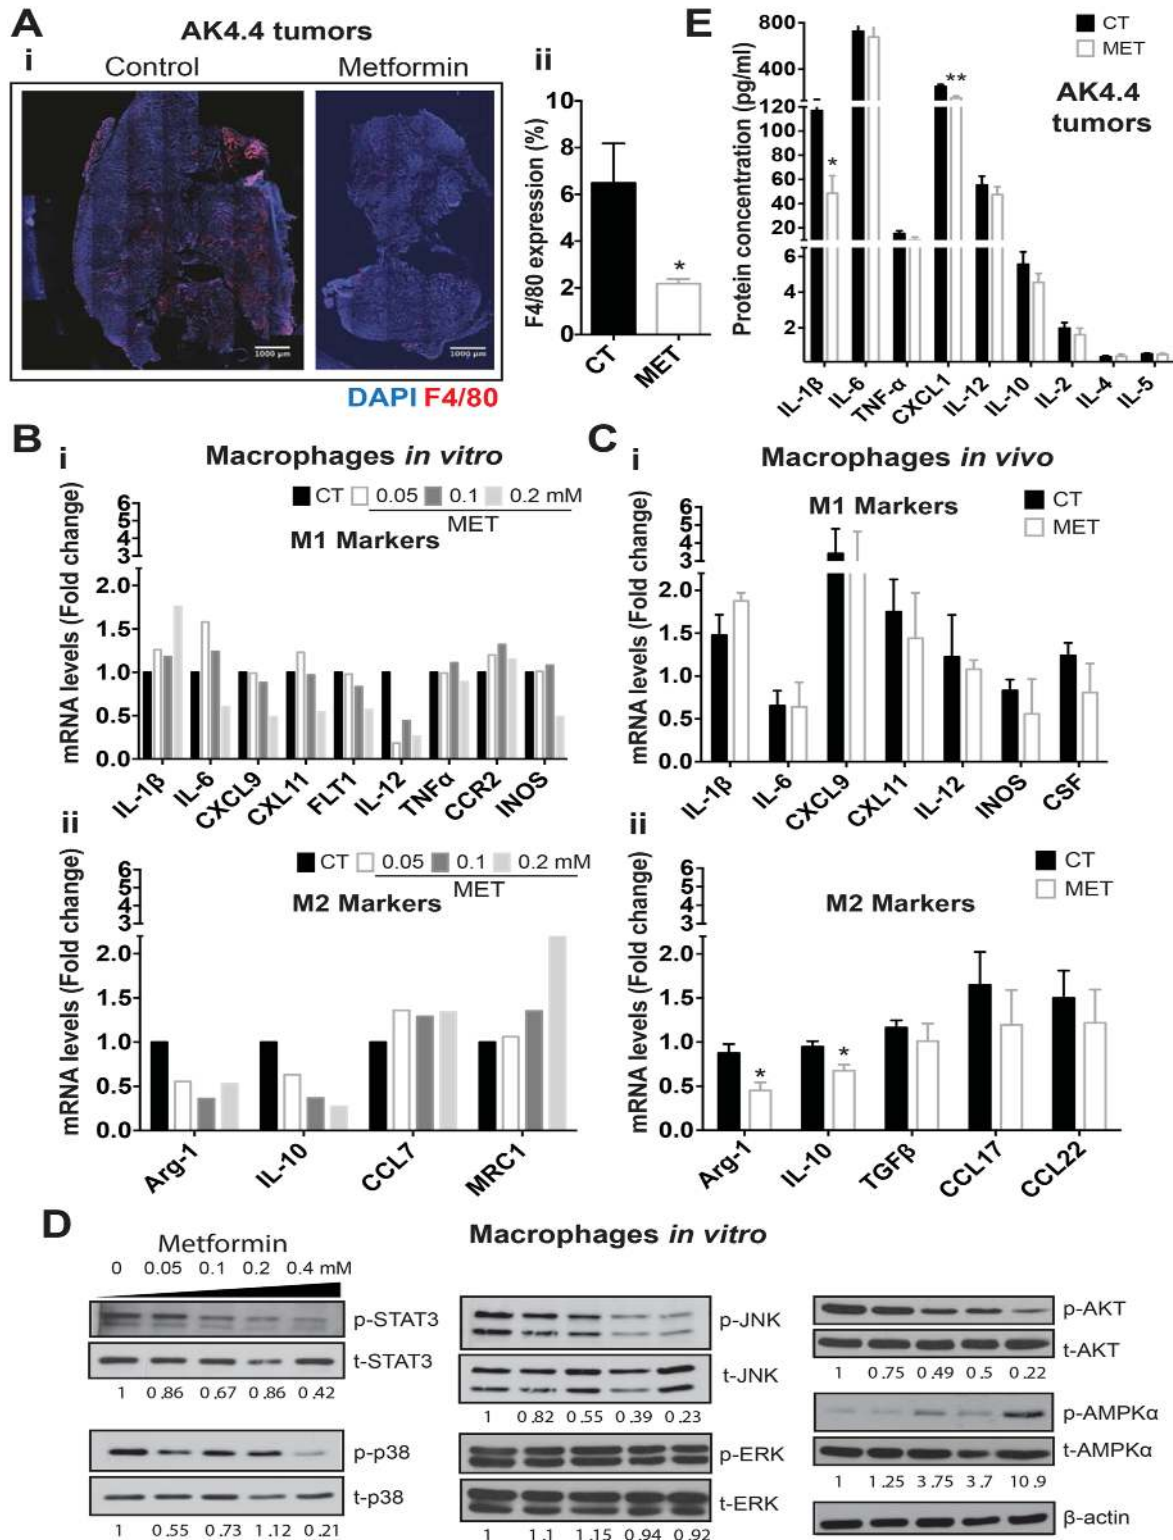 A
AK4.4 tumors
i
Control
Metformin
1000 µm
1000 µm
DAPI F4/80
ii
F4/80 expression (%)
10
8
6
4
2
0
CT
MET
*
E
CT
MET
AK4.4
tumors
Protein concentration (pg/ml)
800
400
120
100
80
60
40
20
6
4
2
*
**
IL-1β
IL-6
TNF-α
CXCL1
IL-12
IL-10
IL-2
IL-4
IL-5
B
Macrophages in vitro
i
CT 0.05 0.1 0.2 mM
MET
M1 Markers
mRNA levels (Fold change)
6
5
4
3
2.0
1.5
1.0
0.5
0.0
IL-1β
IL-6
CXCL9
CXL11
FLT1
IL-12
TNFα
CCR2
INOS
ii
CT 0.05 0.1 0.2 mM
MET
M2 Markers
mRNA levels (Fold change)
6
5
4
3
2.0
1.5
1.0
0.5
0.0
Arg-1
IL-10
CCL7
MRC1
C
Macrophages in vivo
i
M1 Markers
CT
MET
mRNA levels (Fold change)
6
5
4
3
2.0
1.5
1.0
0.5
0.0
IL-1β
IL-6
CXCL9
CXL11
IL-12
INOS
CSF
ii
M2 Markers
CT
MET
mRNA levels (Fold change)
6
5
4
3
2.0
1.5
1.0
0.5
0.0
*
*
Arg-1
IL-10
TGFβ
CCL17
CCL22
D
Macrophages in vitro
Metformin
0 0.05 0.1 0.2 0.4 mM
p-STAT3
t-STAT3
1 0.86 0.67 0.86 0.42
p-p38
t-p38
1 0.55 0.73 1.12 0.21
p-JNK
t-JNK
1 0.82 0.55 0.39 0.23
p-ERK
t-ERK
1 1.1 1.15 0.94 0.92
p-AKT
t-AKT
1 0.75 0.49 0.5 0.22
p-AMPKα
t-AMPKα
1 1.25 3.75 3.7 10.9
β-actin